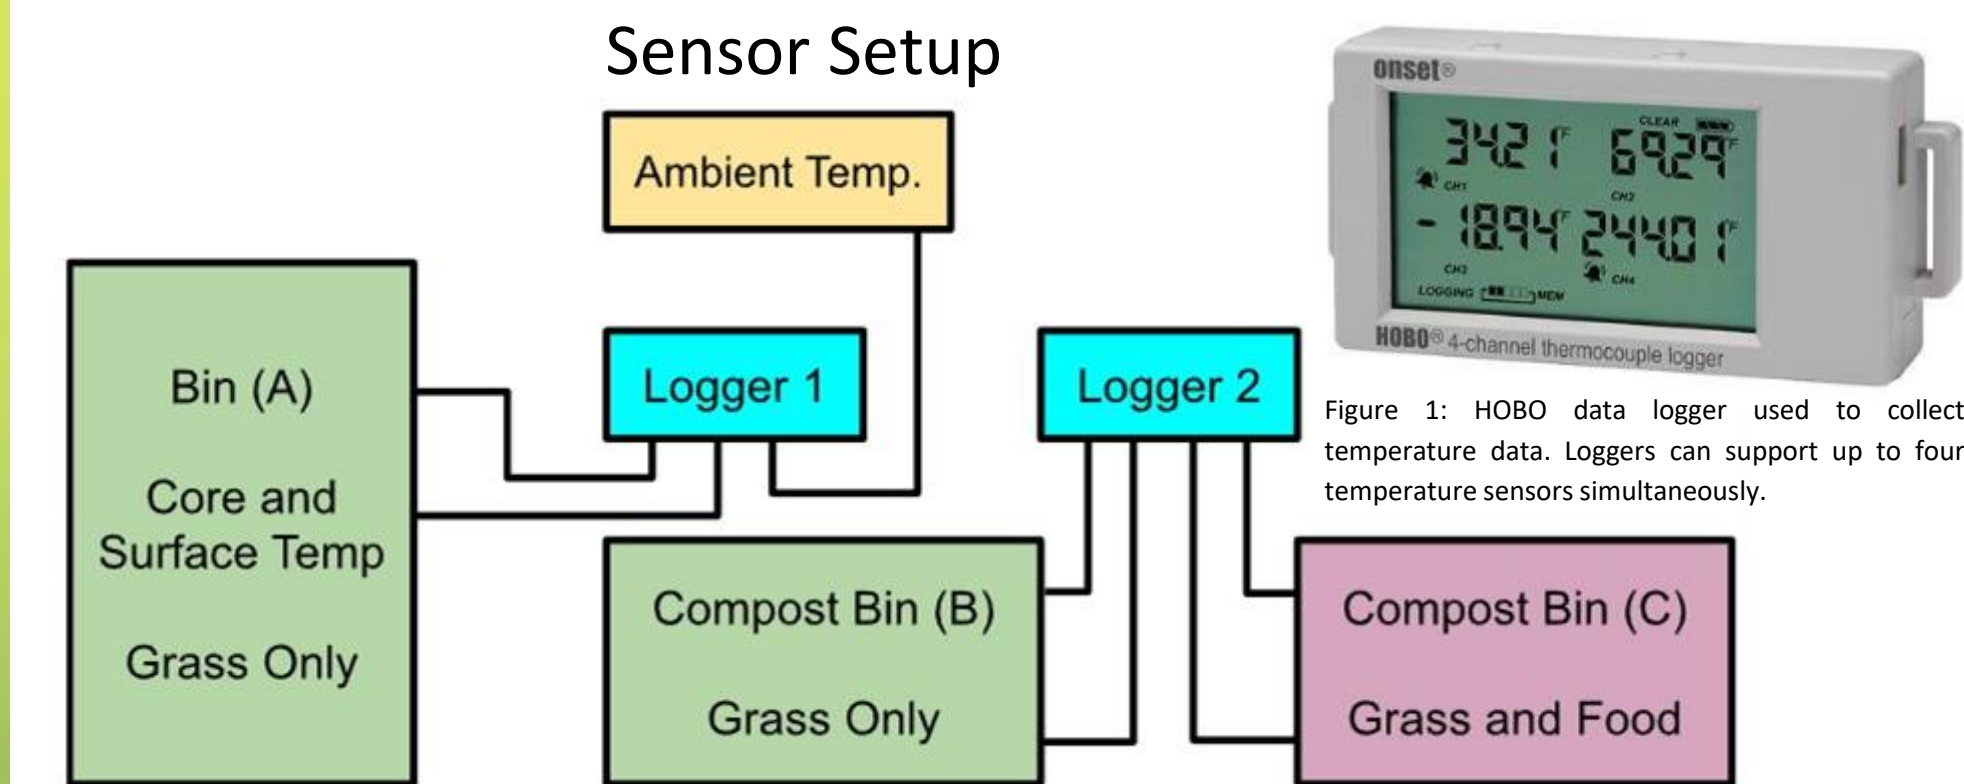 Sensor Setup
Ambient Temp.
Bin (A)
Core and
Surface Temp
Grass Only
Logger 1
Logger 2
Compost Bin (B)
Grass Only
Compost Bin (C)
Grass and Food
onset®
CLEAR
34.21°F 69.29°F
CH1 CH2
-18.94°F 244.01°F
CH3 CH4
LOGGING MEM
HOBO® 4-channel thermocouple logger
Figure 1: HOBO data logger used to collect
temperature data. Loggers can support up to four
temperature sensors simultaneously.